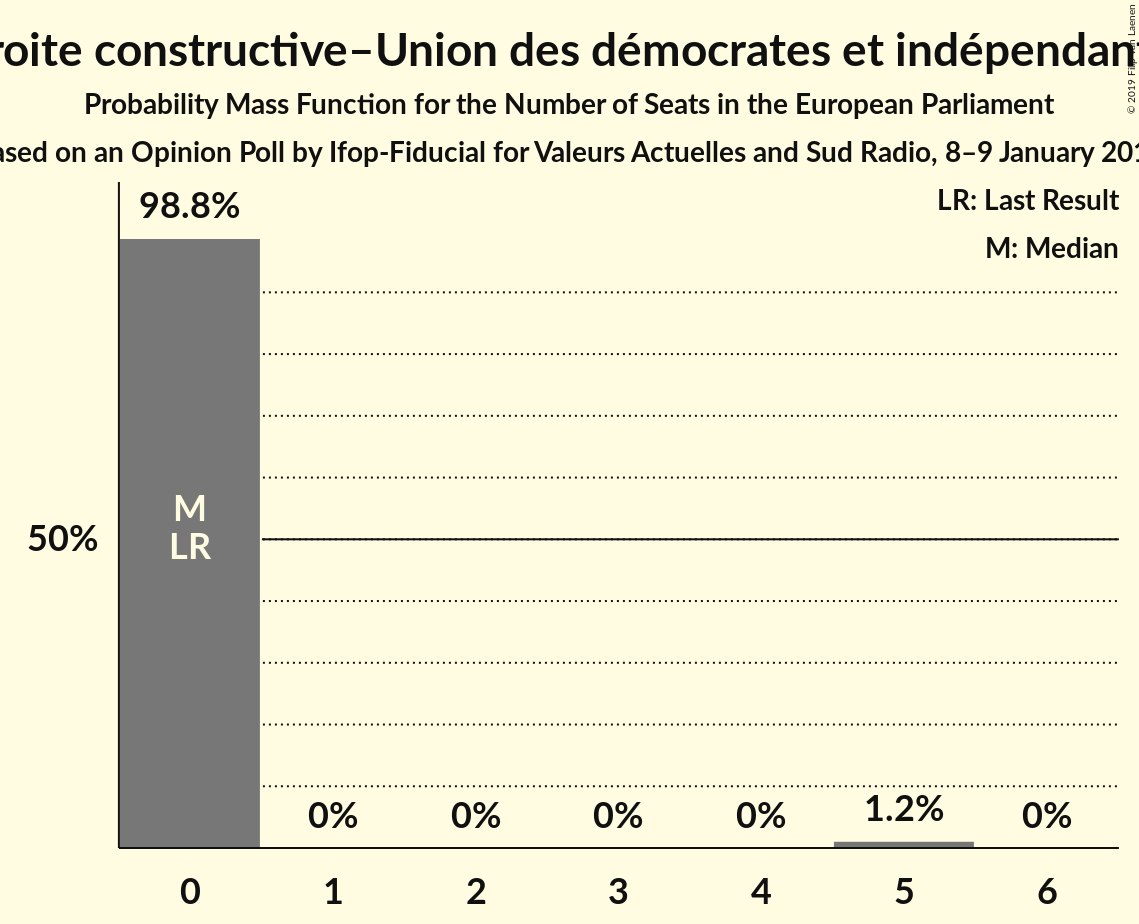 roite constructive–Union des démocrates et indépendan
Probability Mass Function for the Number of Seats in the European Parliament
ased on an Opinion Poll by Ifop-Fiducial for Valeurs Actuelles and Sud Radio, 8–9 January 201
© 2019 Filip van Laenen
LR: Last Result
M: Median
98.8%
M
LR
50%
0% 0% 0% 0% 1.2% 0%
0 1 2 3 4 5 6